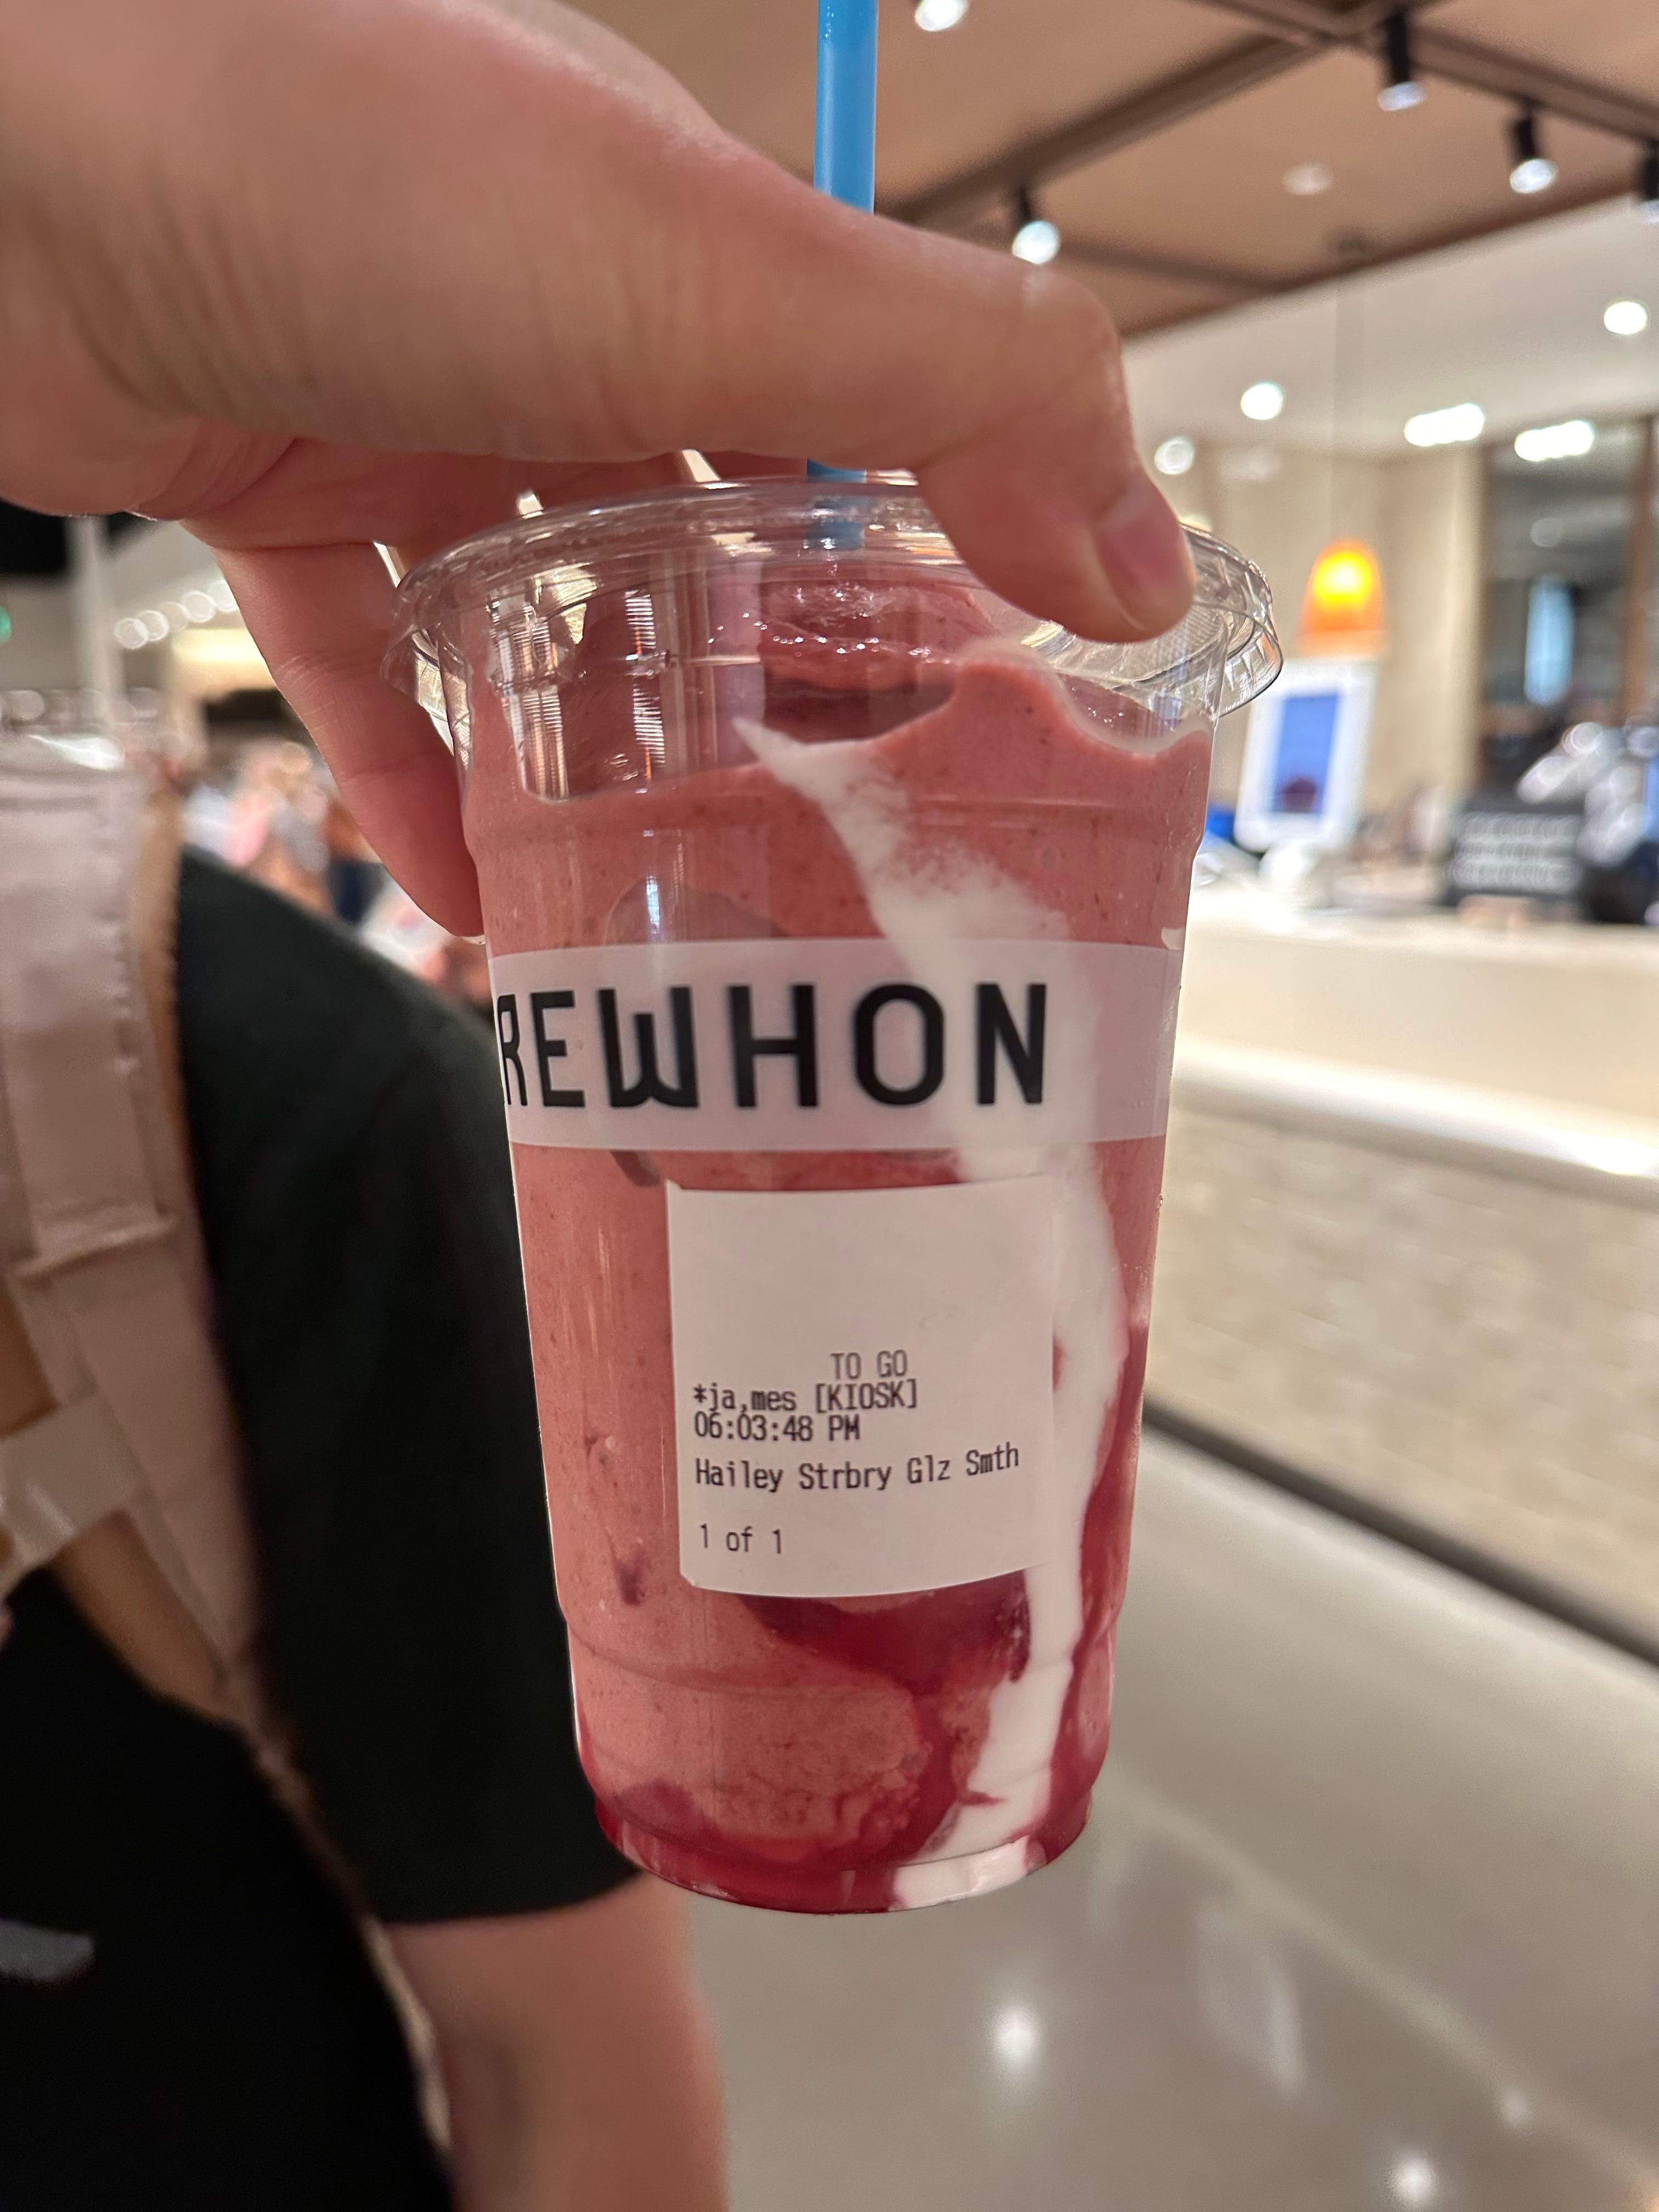 REWHON
TO GO
*ja,mes [KIOSK]
06:03:48 PM
Hailey Strbry Glz Smth
1 of 1